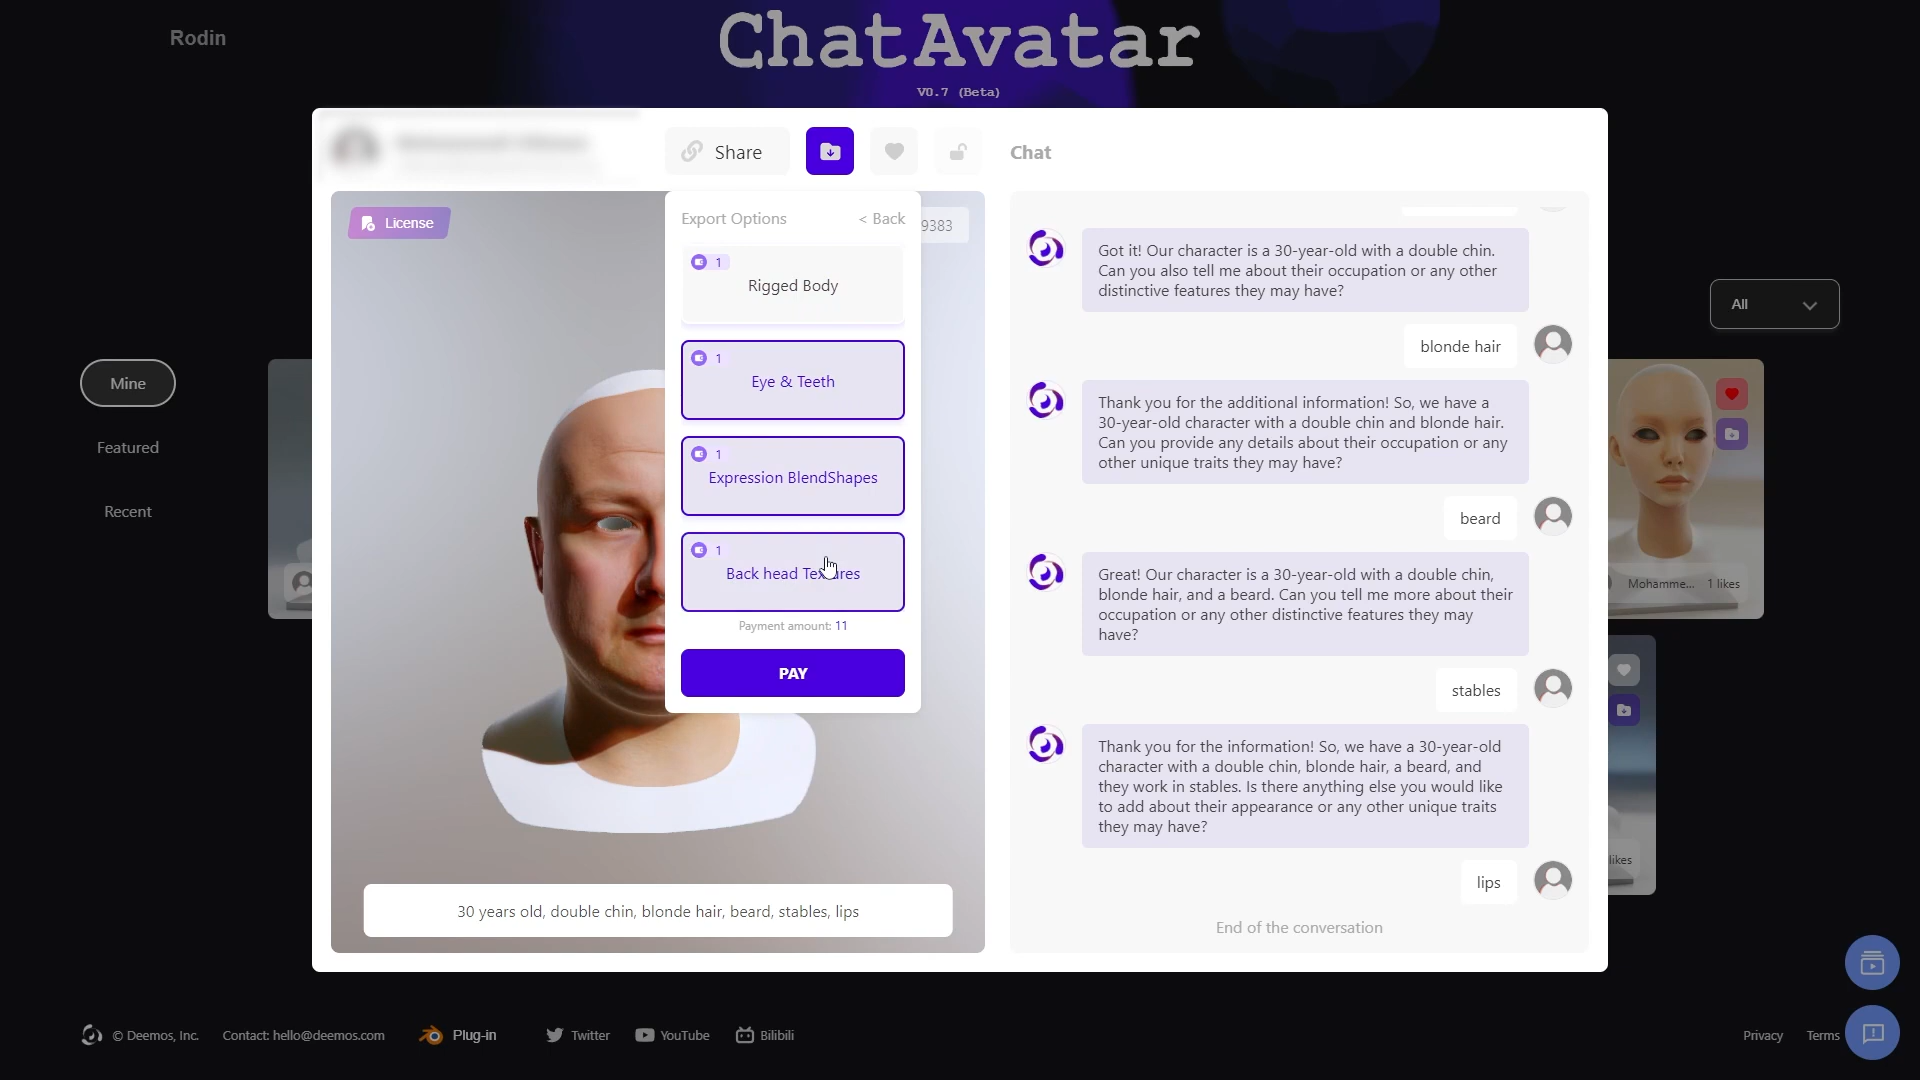 Rodin
ChatAvatar
V0.7 (Beta)
Share
Chat
License
Export Options
< Back
9383
1
Rigged Body
1
Eye & Teeth
1
Expression BlendShapes
1
Back head Textures
Payment amount: 11
PAY
30 years old, double chin, blonde hair, beard, stables, lips
Got it! Our character is a 30-year-old with a double chin.
Can you also tell me about their occupation or any other
distinctive features they may have?
blonde hair
Thank you for the additional information! So, we have a
30-year-old character with a double chin and blonde hair.
Can you provide any details about their occupation or any
other unique traits they may have?
beard
Great! Our character is a 30-year-old with a double chin,
blonde hair, and a beard. Can you tell me more about their
occupation or any other distinctive features they may
have?
stables
Thank you for the information! So, we have a 30-year-old
character with a double chin, blonde hair, a beard, and
they work in stables. Is there anything else you would like
to add about their appearance or any other unique traits
they may have?
lips
End of the conversation
All
Mine
Featured
Recent
Mohamme... 1 likes
likes
© Deemos, Inc.
Contact: hello@deemos.com
Plug-in
Twitter
YouTube
Bilibili
Privacy
Terms